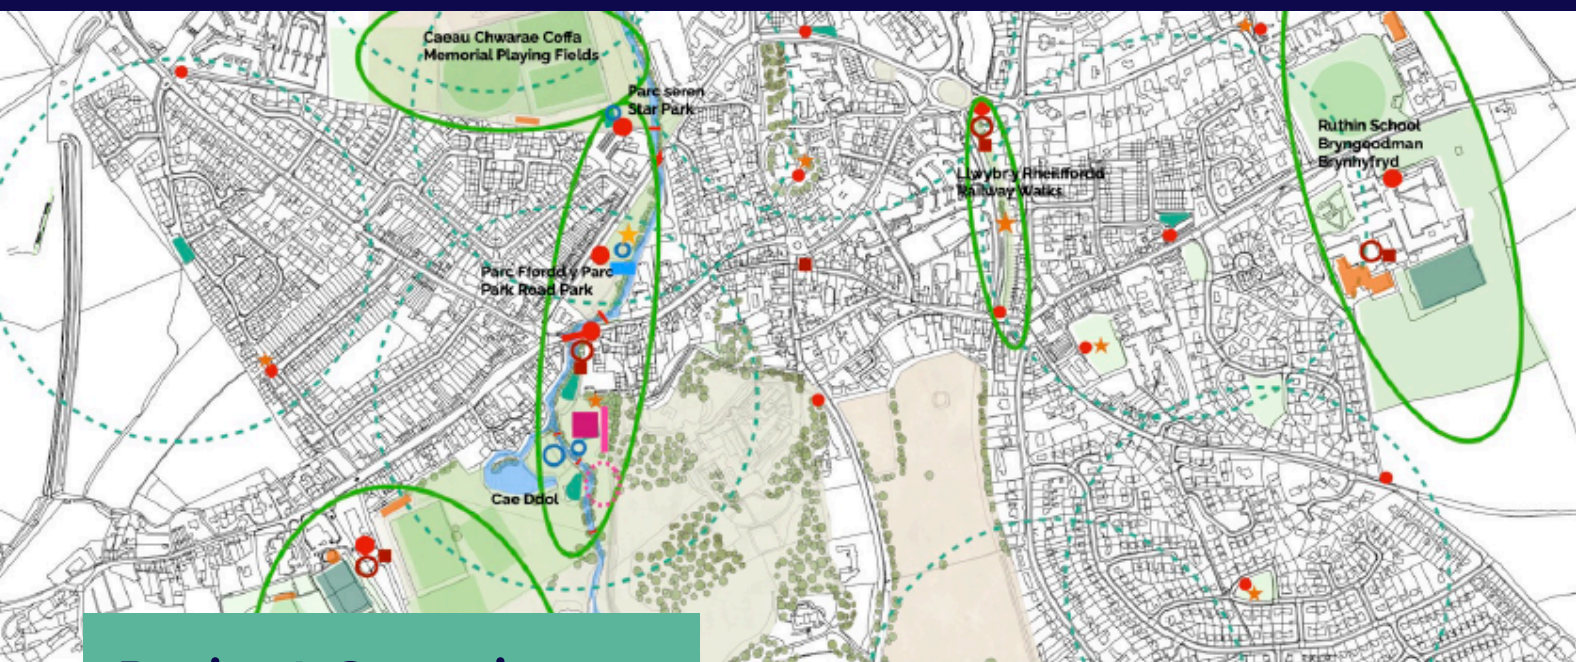 Caeau Chwarae Coffa
Memorial Playing Fields
Parc seren
Star Park
Ruthin School
Bryngoodman
Brynhyfryd
Llwybr y Rheilffordd
Railway Walks
Parc Ffordd y Parc
Park Road Park
Cae Ddol